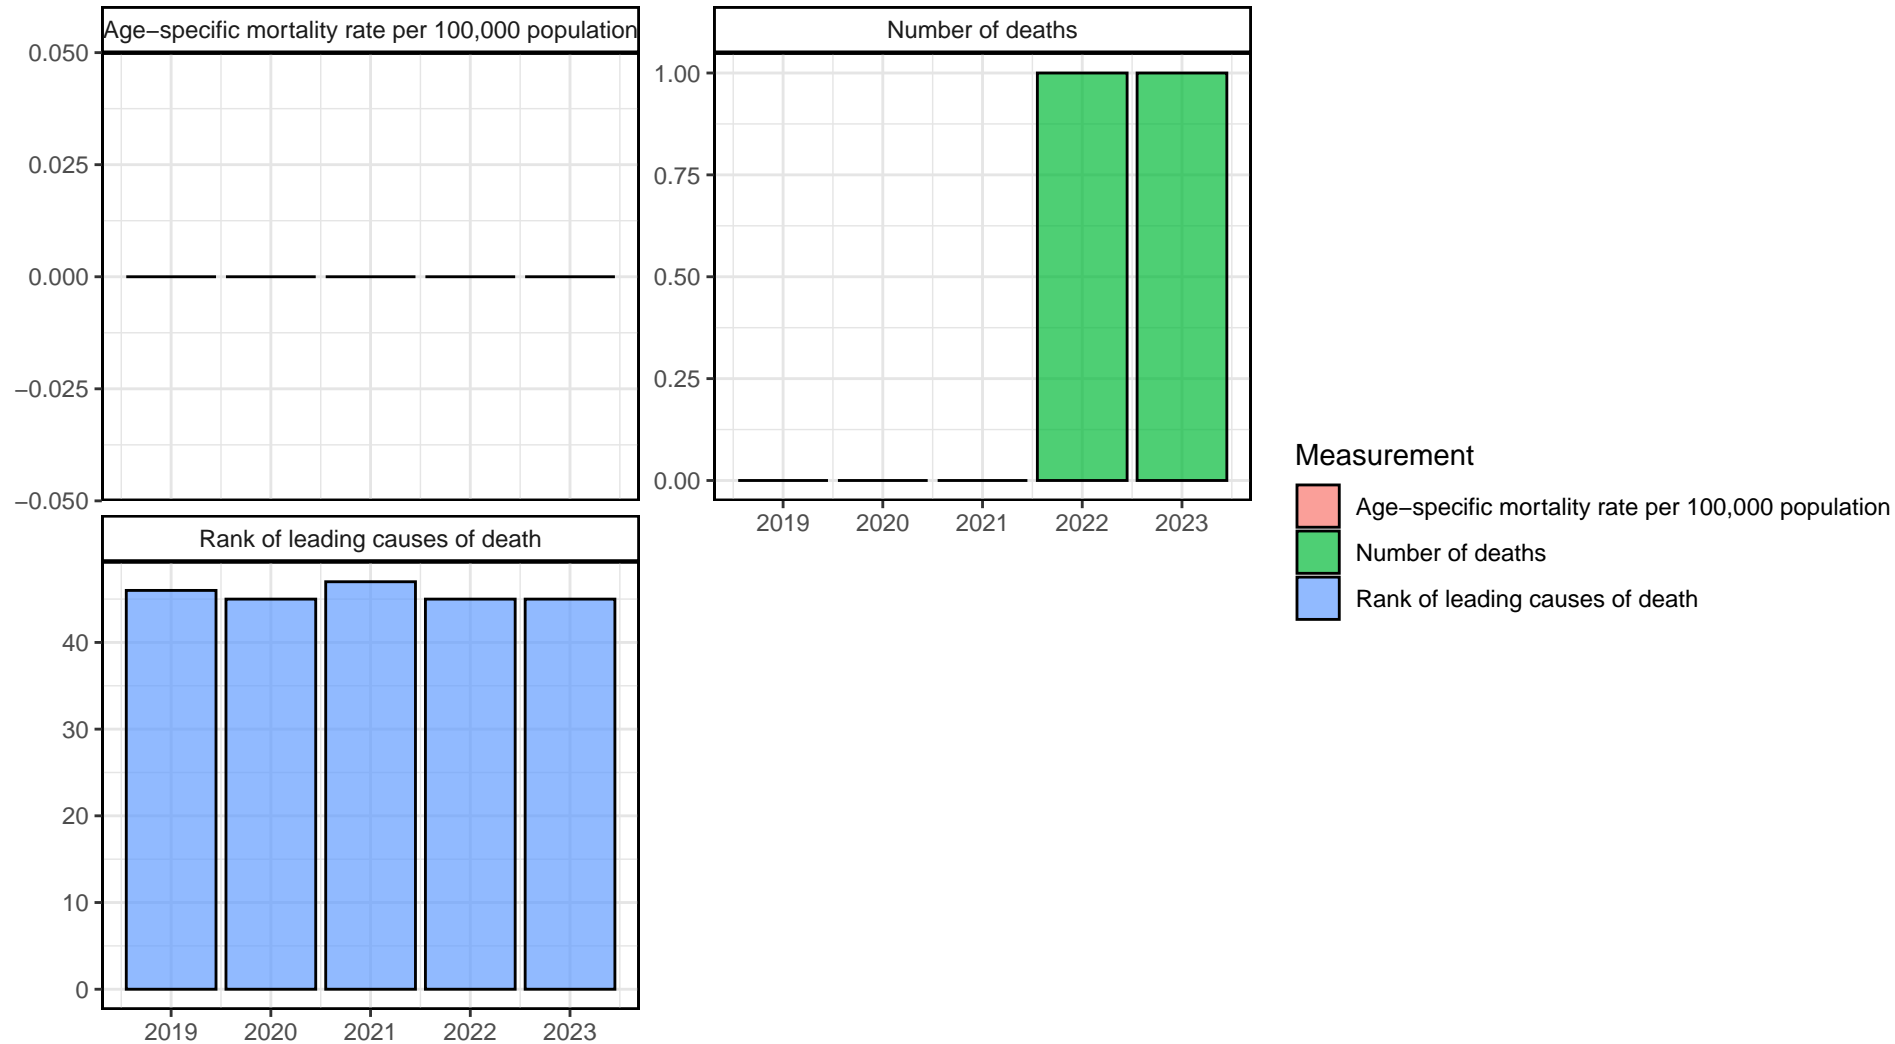 Age−specific mortality rate per 100,000 population
0.050
0.025
0.000
−0.025
−0.050
Number of deaths
1.00
0.75
0.50
0.25
0.00
2019 2020 2021 2022 2023
Rank of leading causes of death
40
30
20
10
0
2019 2020 2021 2022 2023
Measurement
Age−specific mortality rate per 100,000 population
Number of deaths
Rank of leading causes of death